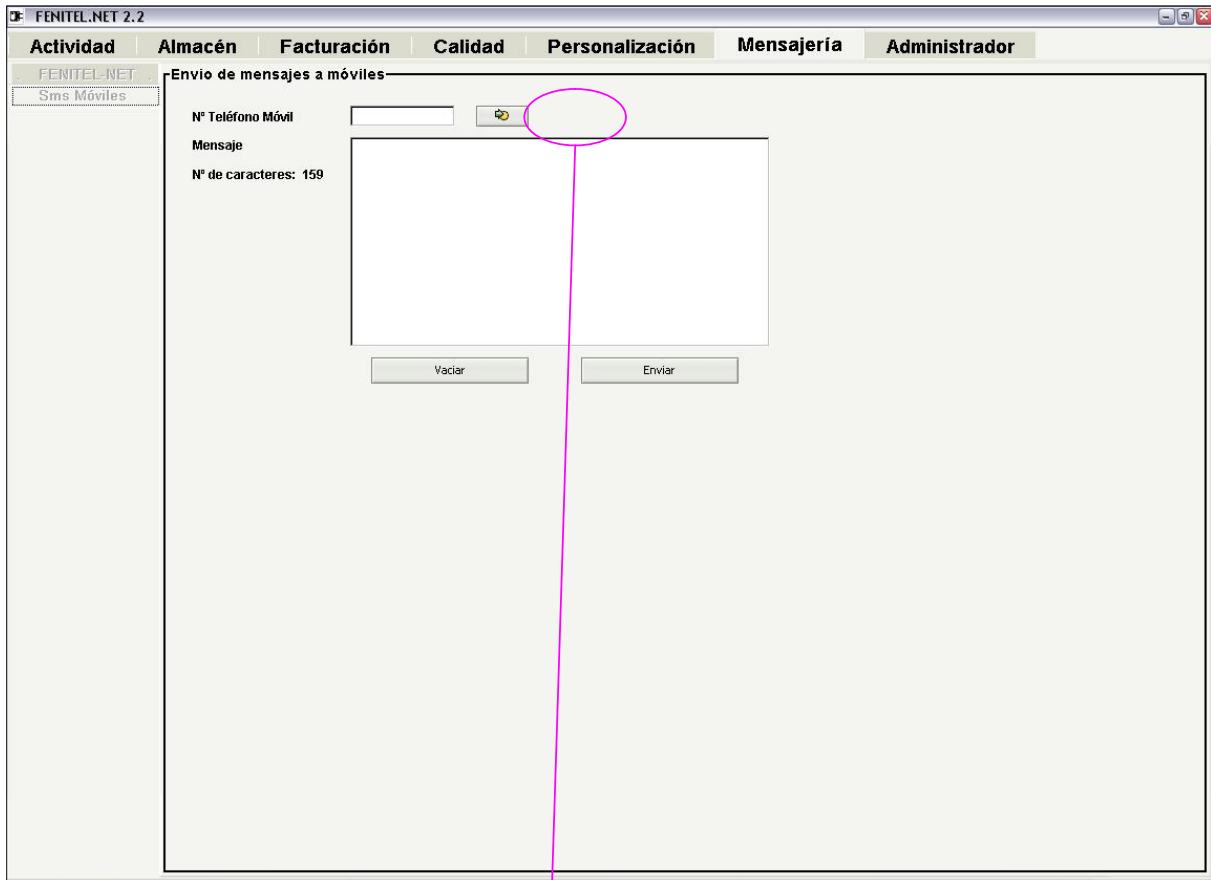 FENITEL.NET 2.2
Actividad Almacén Facturación Calidad Personalización Mensajería Administrador
. FENITEL-NET .
Sms Móviles
Envio de mensajes a móviles
Nº Teléfono Móvil
Mensaje
Nº de caracteres: 159
Vaciar Enviar